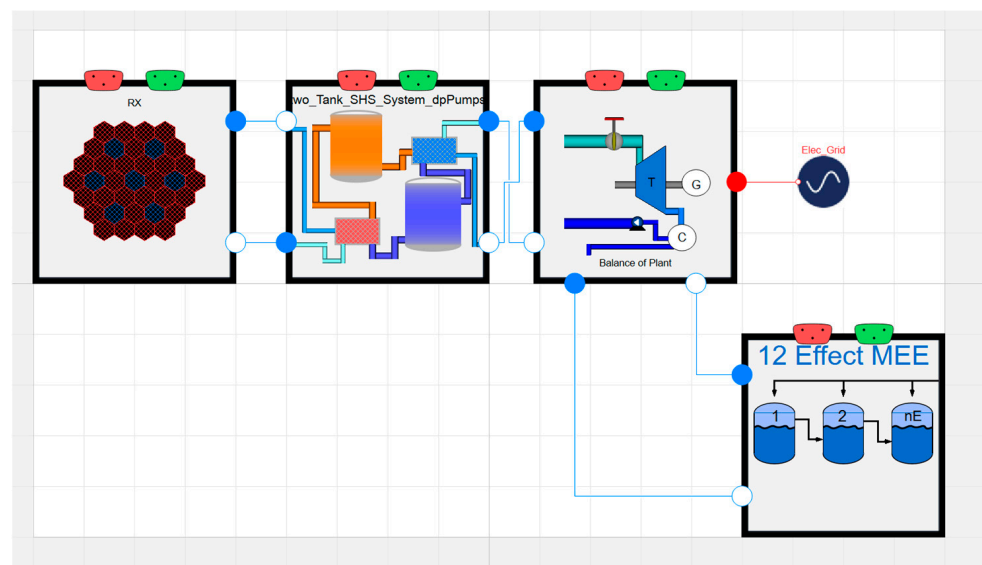 RX
wo_Tank_SHS_System_dpPumps
T
G
C
Balance of Plant
Elec_Grid
12 Effect MEE
1
2
nE